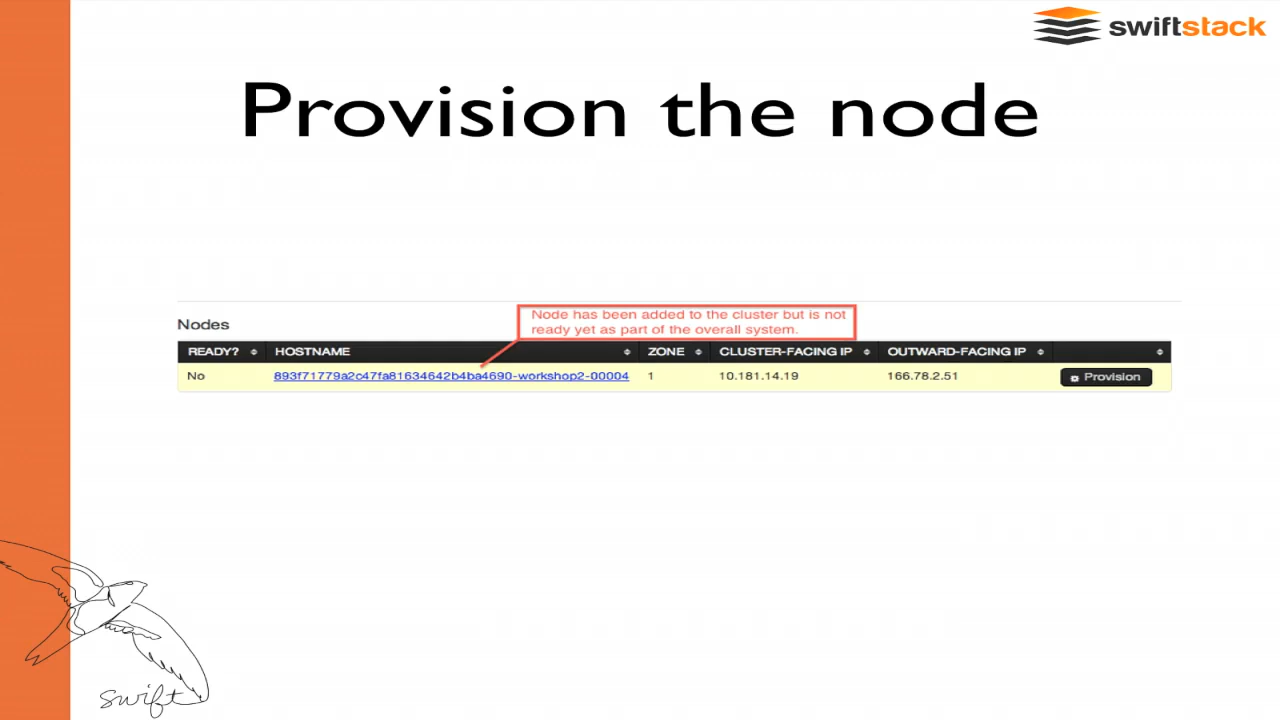 swiftstack
Provision the node
Node has been added to the cluster but is not
ready yet as part of the overall system.
Nodes
READY? HOSTNAME ZONE CLUSTER-FACING IP OUTWARD-FACING IP
No 893f71779a2c47fa81634642b4ba4690-workshop2-00004 1 10.181.14.19 166.78.2.51 Provision
swift